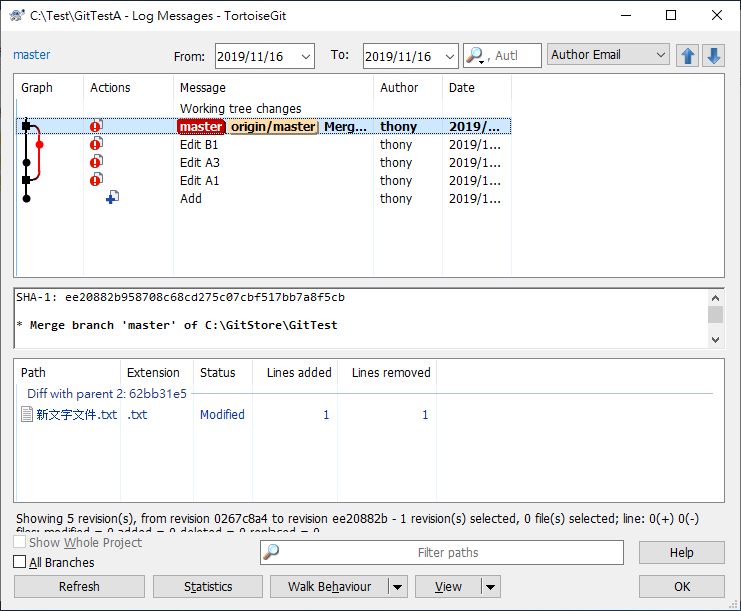 C:\Test\GitTestA - Log Messages - TortoiseGit
master From: 2019/11/16 To: 2019/11/16 , Autl Author Email
Graph Actions Message Author Date
Working tree changes
master origin/master Merg... thony 2019/...
Edit B1 thony 2019/1...
Edit A3 thony 2019/1...
Edit A1 thony 2019/1...
Add thony 2019/1...
SHA-1: ee20882b958708c68cd275c07cbf517bb7a8f5cb
* Merge branch 'master' of C:\GitStore\GitTest
Path Extension Status Lines added Lines removed
Diff with parent 2: 62bb31e5
新文字文件.txt .txt Modified 1 1
Showing 5 revision(s), from revision 0267c8a4 to revision ee20882b - 1 revision(s) selected, 0 file(s) selected; line: 0(+) 0(-)
files: modified = 0 added = 0 deleted = 0 replaced = 0
Show Whole Project
All Branches
Filter paths
Help
Refresh Statistics Walk Behaviour View OK